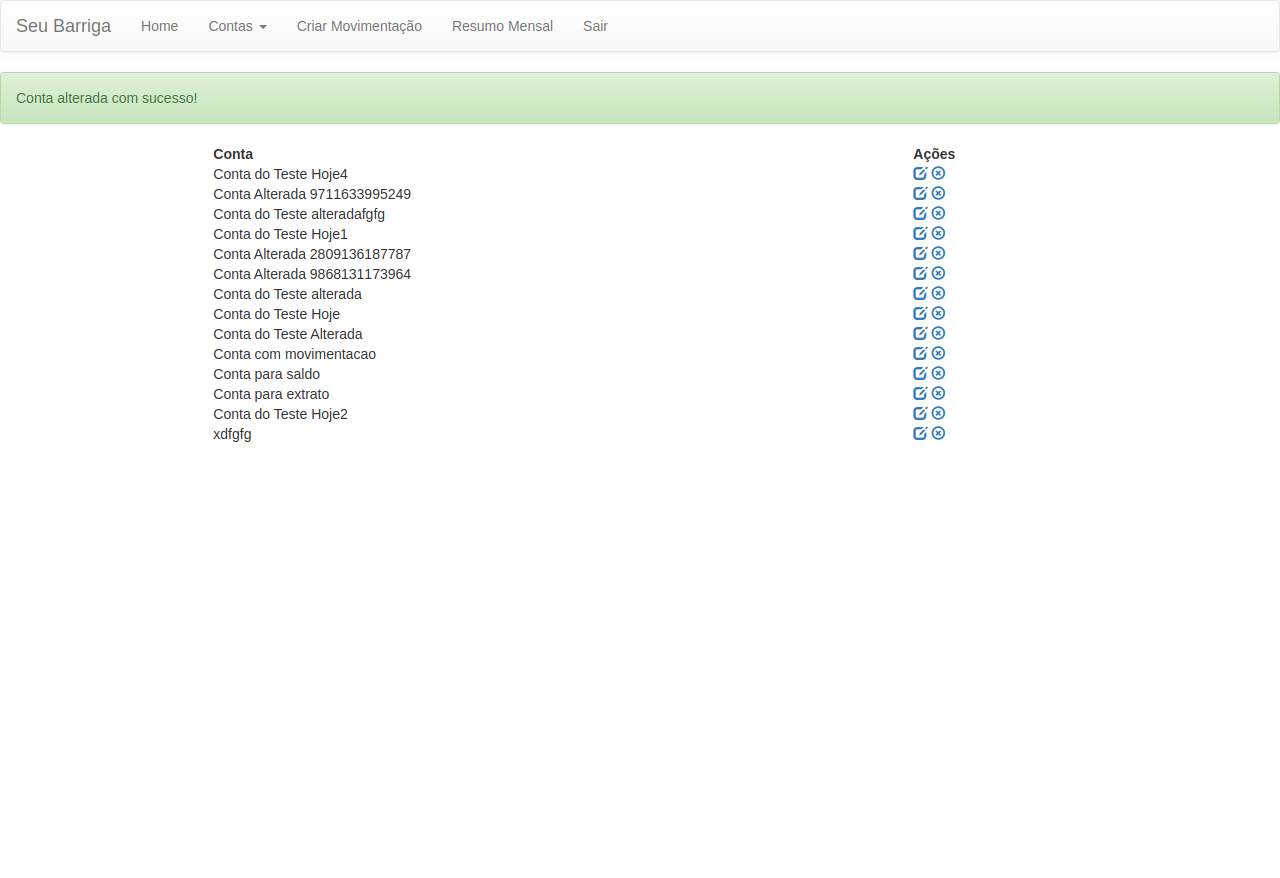 Seu Barriga Home Contas Criar Movimentação Resumo Mensal Sair
Conta alterada com sucesso!
Conta Ações
Conta do Teste Hoje4
Conta Alterada 9711633995249
Conta do Teste alteradafgfg
Conta do Teste Hoje1
Conta Alterada 2809136187787
Conta Alterada 9868131173964
Conta do Teste alterada
Conta do Teste Hoje
Conta do Teste Alterada
Conta com movimentacao
Conta para saldo
Conta para extrato
Conta do Teste Hoje2
xdfgfg